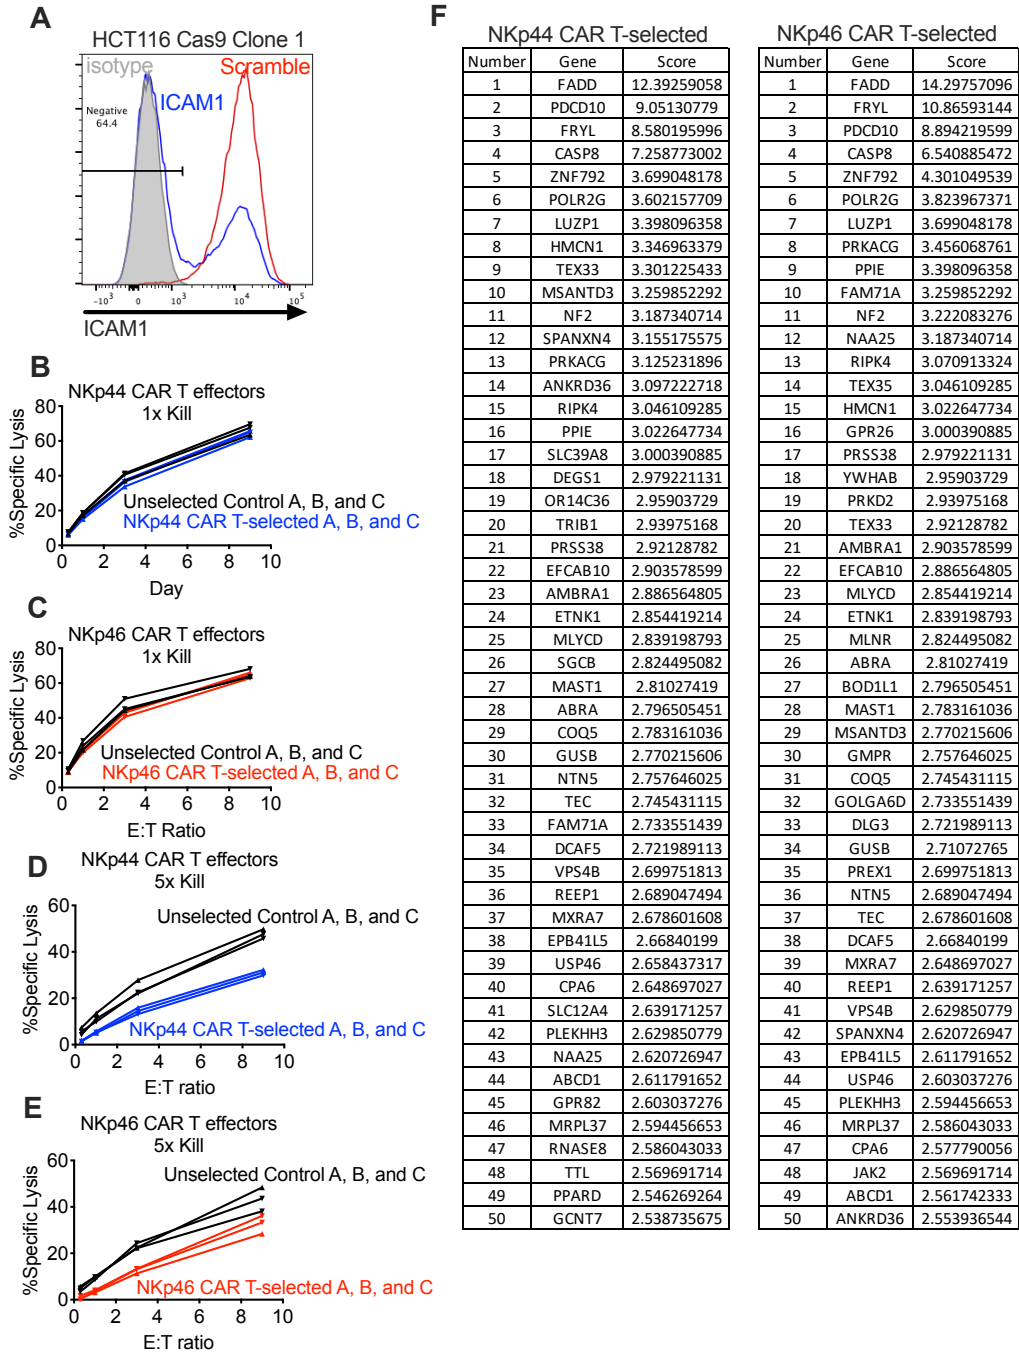 A
HCT116 Cas9 Clone 1
isotype
Scramble
ICAM1
Negative
64.4
-10³ 0 10³ 10⁴ 10⁵
ICAM1
B
NKp44 CAR T effectors
1x Kill
80
60
40
20
0
%Specific Lysis
Unselected Control A, B, and C
NKp44 CAR T-selected A, B, and C
0 2 4 6 8 10
Day
C
NKp46 CAR T effectors
1x Kill
80
60
40
20
0
%Specific Lysis
Unselected Control A, B, and C
NKp46 CAR T-selected A, B, and C
0 2 4 6 8 10
E:T Ratio
D
NKp44 CAR T effectors
5x Kill
60
40
20
0
%Specific Lysis
Unselected Control A, B, and C
NKp44 CAR T-selected A, B, and C
0 2 4 6 8 10
E:T ratio
E
NKp46 CAR T effectors
5x Kill
60
40
20
0
%Specific Lysis
Unselected Control A, B, and C
NKp46 CAR T-selected A, B, and C
0 2 4 6 8 10
E:T ratio
F
NKp44 CAR T-selected
Number Gene Score
1 FADD 12.39259058
2 PDCD10 9.05130779
3 FRYL 8.580195996
4 CASP8 7.258773002
5 ZNF792 3.699048178
6 POLR2G 3.602157709
7 LUZP1 3.398096358
8 HMCN1 3.346963379
9 TEX33 3.301225433
10 MSANTD3 3.259852292
11 NF2 3.187340714
12 SPANXN4 3.155175575
13 PRKACG 3.125231896
14 ANKRD36 3.097222718
15 RIPK4 3.046109285
16 PPIE 3.022647734
17 SLC39A8 3.000390885
18 DEGS1 2.979221131
19 OR14C36 2.95903729
20 TRIB1 2.93975168
21 PRSS38 2.92128782
22 EFCAB10 2.903578599
23 AMBRA1 2.886564805
24 ETNK1 2.854419214
25 MLYCD 2.839198793
26 SGCB 2.824495082
27 MAST1 2.81027419
28 ABRA 2.796505451
29 COQ5 2.783161036
30 GUSB 2.770215606
31 NTN5 2.757646025
32 TEC 2.745431115
33 FAM71A 2.733551439
34 DCAF5 2.721989113
35 VPS4B 2.699751813
36 REEP1 2.689047494
37 MXRA7 2.678601608
38 EPB41L5 2.66840199
39 USP46 2.658437317
40 CPA6 2.648697027
41 SLC12A4 2.639171257
42 PLEKHH3 2.629850779
43 NAA25 2.620726947
44 ABCD1 2.611791652
45 GPR82 2.603037276
46 MRPL37 2.594456653
47 RNASE8 2.586043033
48 TTL 2.569691714
49 PPARD 2.546269264
50 GCNT7 2.538735675
NKp46 CAR T-selected
Number Gene Score
1 FADD 14.29757096
2 FRYL 10.86593144
3 PDCD10 8.894219599
4 CASP8 6.540885472
5 ZNF792 4.301049539
6 POLR2G 3.823967371
7 LUZP1 3.699048178
8 PRKACG 3.456068761
9 PPIE 3.398096358
10 FAM71A 3.259852292
11 NF2 3.222083276
12 NAA25 3.187340714
13 RIPK4 3.070913324
14 TEX35 3.046109285
15 HMCN1 3.022647734
16 GPR26 3.000390885
17 PRSS38 2.979221131
18 YWHAB 2.95903729
19 PRKD2 2.93975168
20 TEX33 2.92128782
21 AMBRA1 2.903578599
22 EFCAB10 2.886564805
23 MLYCD 2.854419214
24 ETNK1 2.839198793
25 MLNR 2.824495082
26 ABRA 2.81027419
27 BOD1L1 2.796505451
28 MAST1 2.783161036
29 MSANTD3 2.770215606
30 GMPR 2.757646025
31 COQ5 2.745431115
32 GOLGA6D 2.733551439
33 DLG3 2.721989113
34 GUSB 2.71072765
35 PREX1 2.699751813
36 NTN5 2.689047494
37 TEC 2.678601608
38 DCAF5 2.66840199
39 MXRA7 2.648697027
40 REEP1 2.639171257
41 VPS4B 2.629850779
42 SPANXN4 2.620726947
43 EPB41L5 2.611791652
44 USP46 2.603037276
45 PLEKHH3 2.594456653
46 MRPL37 2.586043033
47 CPA6 2.577790056
48 JAK2 2.569691714
49 ABCD1 2.561742333
50 ANKRD36 2.553936544